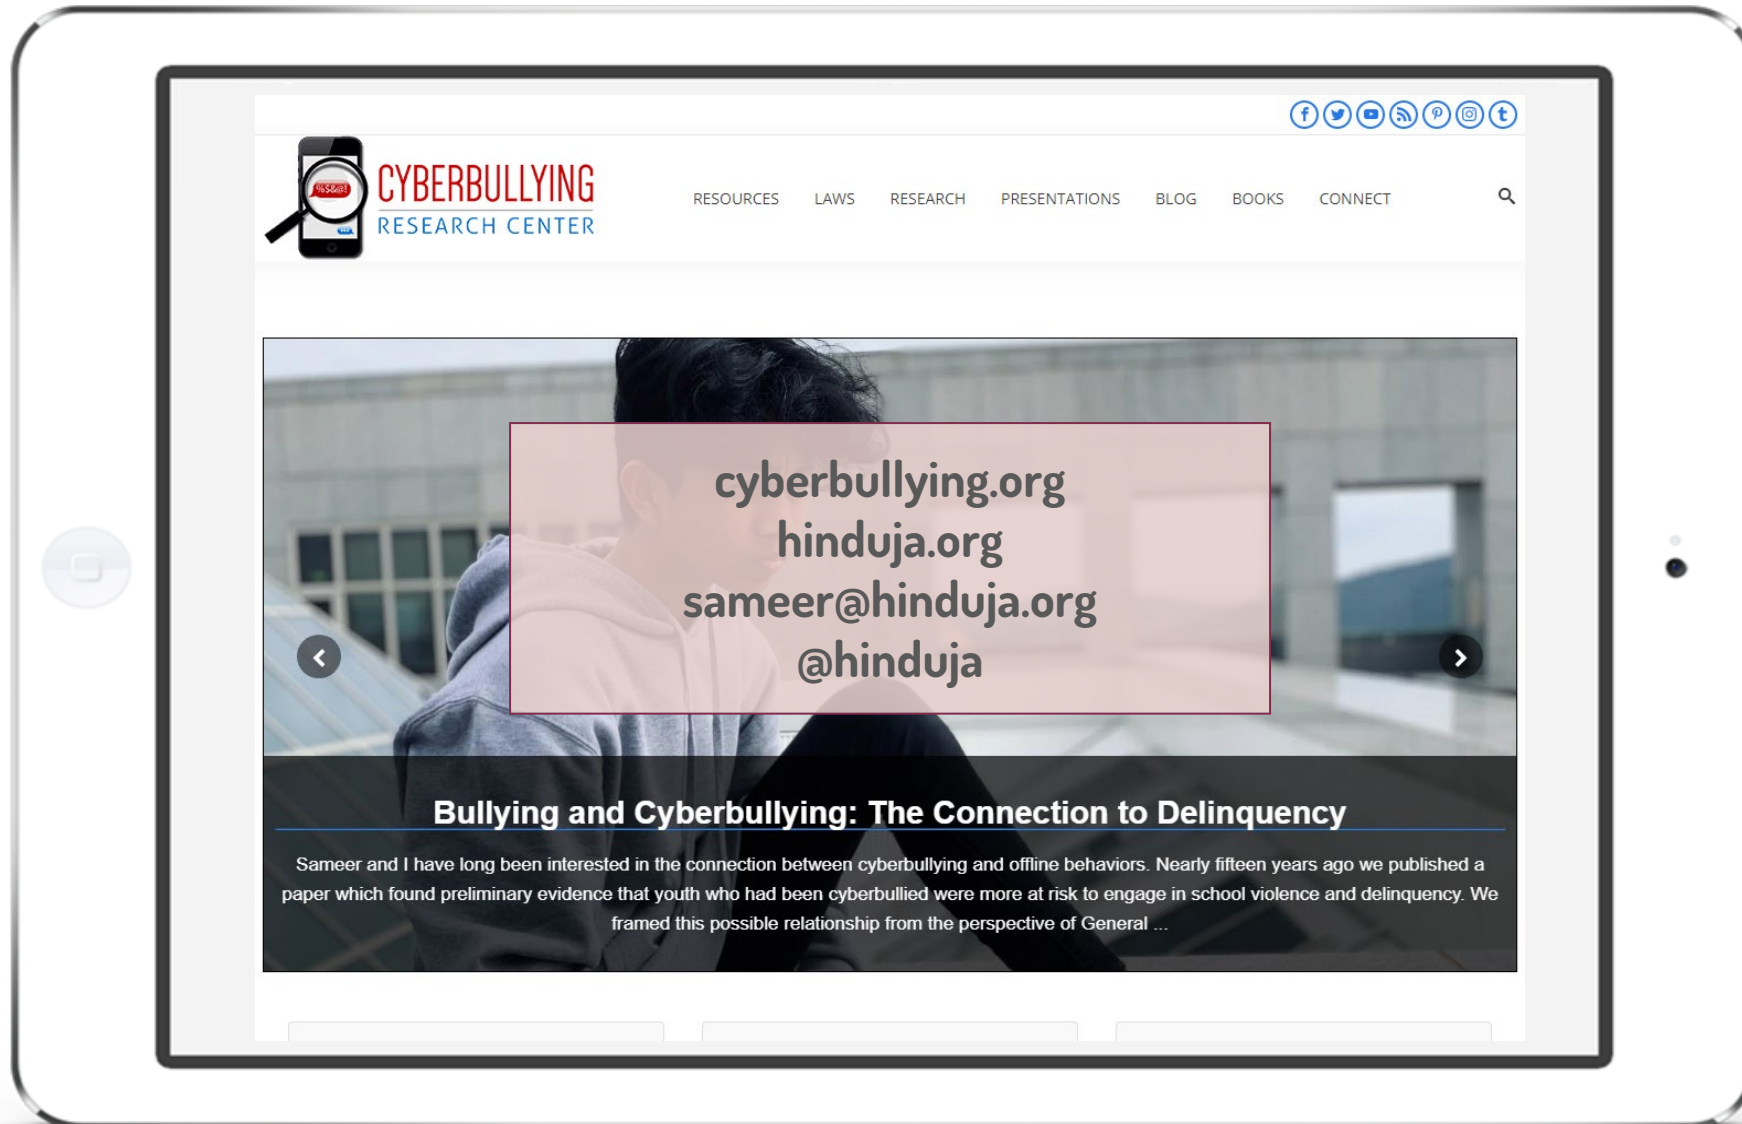 %S&@!
CYBERBULLYING
RESEARCH CENTER
RESOURCES LAWS RESEARCH PRESENTATIONS BLOG BOOKS CONNECT
cyberbullying.org
hinduja.org
sameer@hinduja.org
@hinduja
Bullying and Cyberbullying: The Connection to Delinquency
Sameer and I have long been interested in the connection between cyberbullying and offline behaviors. Nearly fifteen years ago we published a
paper which found preliminary evidence that youth who had been cyberbullied were more at risk to engage in school violence and delinquency. We
framed this possible relationship from the perspective of General ...